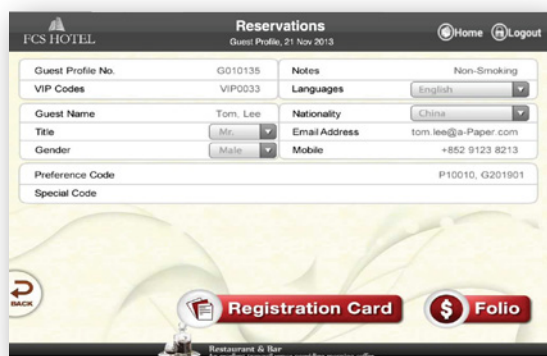 FCS HOTEL
Reservations
Guest Profile, 21 Nov 2013
Home
Logout
Guest Profile No. G010135
Notes Non-Smoking
VIP Codes VIP0033
Languages English
Guest Name Tom, Lee
Nationality China
Title Mr.
Email Address tom.lee@a-Paper.com
Gender Male
Mobile +852 9123 8213
Preference Code P10010, G201901
Special Code
BACK
Registration Card
$ Folio
Restaurant & Bar